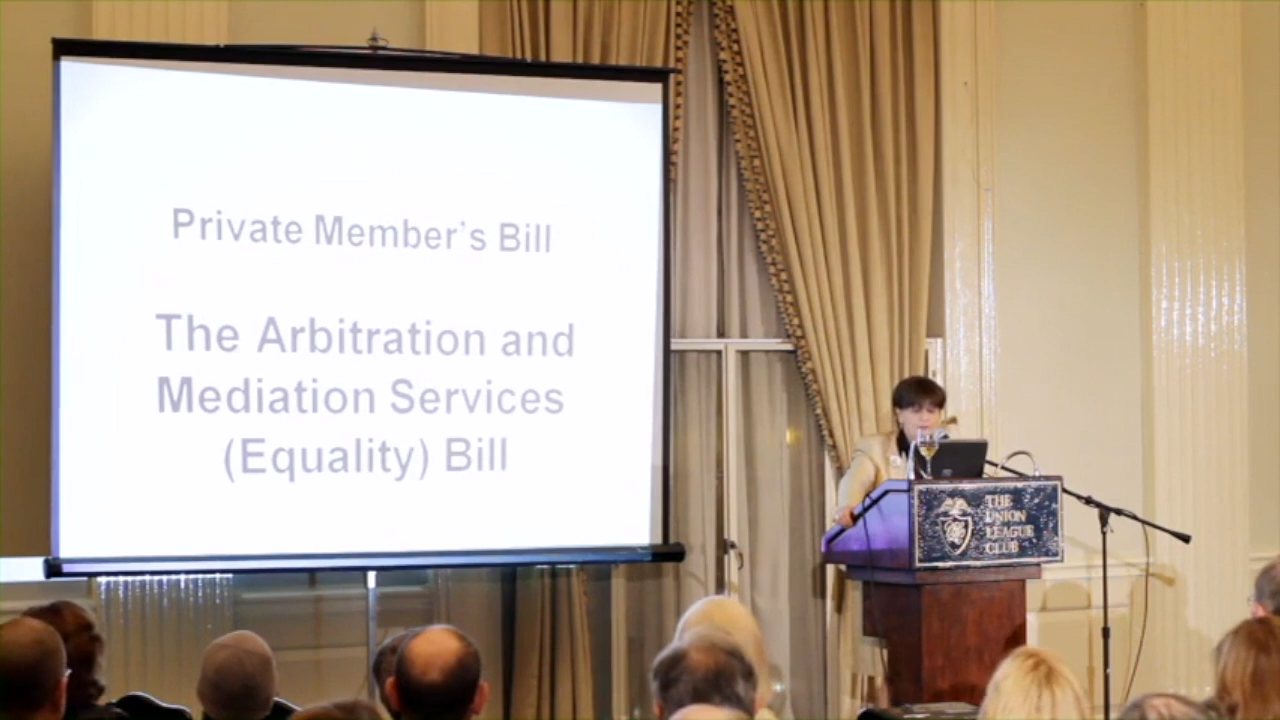 Private Member's Bill
The Arbitration and
Mediation Services
(Equality) Bill
THE
UNION
LEAGUE
CLUB